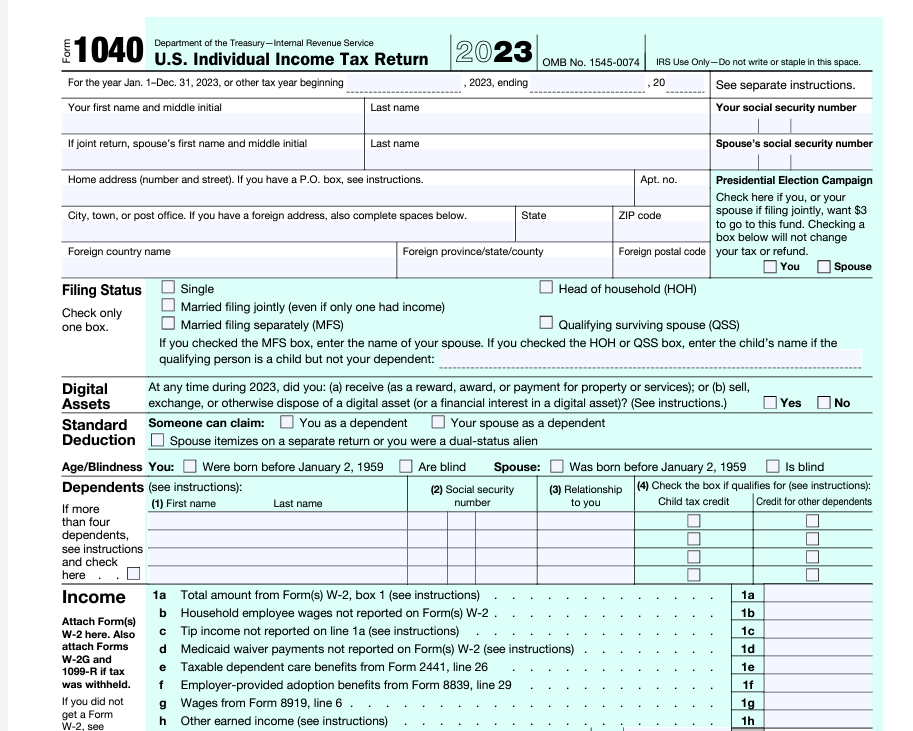 Form 1040 Department of the Treasury—Internal Revenue Service
U.S. Individual Income Tax Return 2023 OMB No. 1545-0074 IRS Use Only—Do not write or staple in this space.
For the year Jan. 1–Dec. 31, 2023, or other tax year beginning , 2023, ending , 20 See separate instructions.
Your first name and middle initial Last name Your social security number
If joint return, spouse's first name and middle initial Last name Spouse's social security number
Home address (number and street). If you have a P.O. box, see instructions. Apt. no.
City, town, or post office. If you have a foreign address, also complete spaces below. State ZIP code
Foreign country name Foreign province/state/county Foreign postal code
Presidential Election Campaign
Check here if you, or your
spouse if filing jointly, want $3
to go to this fund. Checking a
box below will not change
your tax or refund.
You Spouse
Filing Status
Check only
one box.
Single Head of household (HOH)
Married filing jointly (even if only one had income)
Married filing separately (MFS) Qualifying surviving spouse (QSS)
If you checked the MFS box, enter the name of your spouse. If you checked the HOH or QSS box, enter the child's name if the
qualifying person is a child but not your dependent:
Digital
Assets
At any time during 2023, did you: (a) receive (as a reward, award, or payment for property or services); or (b) sell,
exchange, or otherwise dispose of a digital asset (or a financial interest in a digital asset)? (See instructions.) Yes No
Standard
Deduction
Someone can claim: You as a dependent Your spouse as a dependent
Spouse itemizes on a separate return or you were a dual-status alien
Age/Blindness You: Were born before January 2, 1959 Are blind Spouse: Was born before January 2, 1959 Is blind
Dependents (see instructions):
(1) First name Last name
(2) Social security
number
(3) Relationship
to you
(4) Check the box if qualifies for (see instructions):
Child tax credit Credit for other dependents
If more
than four
dependents,
see instructions
and check
here . .
Income
Attach Form(s)
W-2 here. Also
attach Forms
W-2G and
1099-R if tax
was withheld.
If you did not
get a Form
W-2, see
1a Total amount from Form(s) W-2, box 1 (see instructions) . . . . . . . . . . . . . 1a
b Household employee wages not reported on Form(s) W-2 . . . . . . . . . . . . . 1b
c Tip income not reported on line 1a (see instructions) . . . . . . . . . . . . . . 1c
d Medicaid waiver payments not reported on Form(s) W-2 (see instructions) . . . . . . . . 1d
e Taxable dependent care benefits from Form 2441, line 26 . . . . . . . . . . . . 1e
f Employer-provided adoption benefits from Form 8839, line 29 . . . . . . . . . . . 1f
g Wages from Form 8919, line 6 . . . . . . . . . . . . . . . . . . . . . 1g
h Other earned income (see instructions) . . . . . . . . . . . . . . . . . . 1h